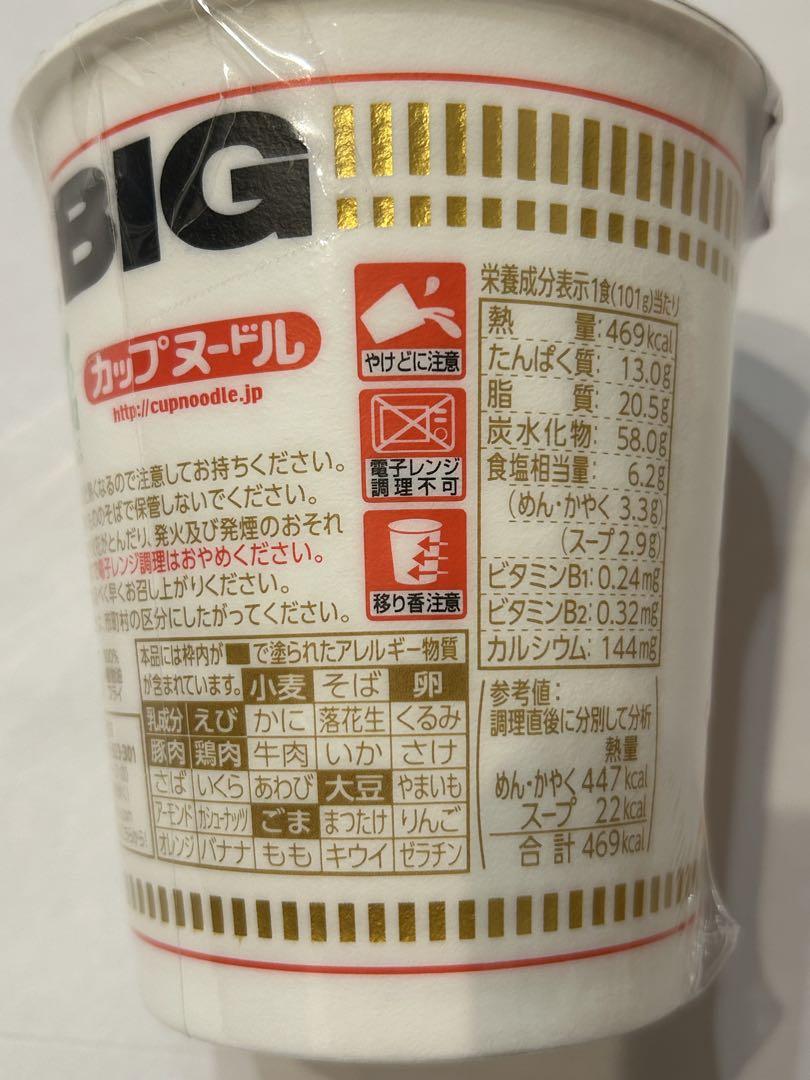 BIG
カップヌードル
http://cupnoodle.jp
くなるので注意してお持ちください。
そばで保管しないでください。
とんだり、発火及び発煙のおそれ
電子レンジ調理はおやめください。
早くお召し上がりください。
市町村の区分にしたがってください。
やけどに注意
電子レンジ
調理不可
移り香注意
栄養成分表示1食(101g)当たり
熱量:469kcal
たんぱく質: 13.0g
脂質: 20.5g
炭水化物: 58.0g
食塩相当量: 6.2g
(めん・かやく 3.3g)
(スープ 2.9g)
ビタミンB1:0.24mg
ビタミンB2:0.32mg
カルシウム: 144mg
本品には枠内が■で塗られたアレルギー物質
が含まれています。 小麦 そば 卵
乳成分 えび かに 落花生 くるみ
豚肉 鶏肉 牛肉 いか さけ
さば いくら あわび 大豆 やまいも
アーモンド カシューナッツ ごま まつたけ りんご
オレンジ バナナ もも キウイ ゼラチン
参考値:
調理直後に分別して分析
熱量
めん・かやく 447kcal
スープ 22kcal
合計 469kcal